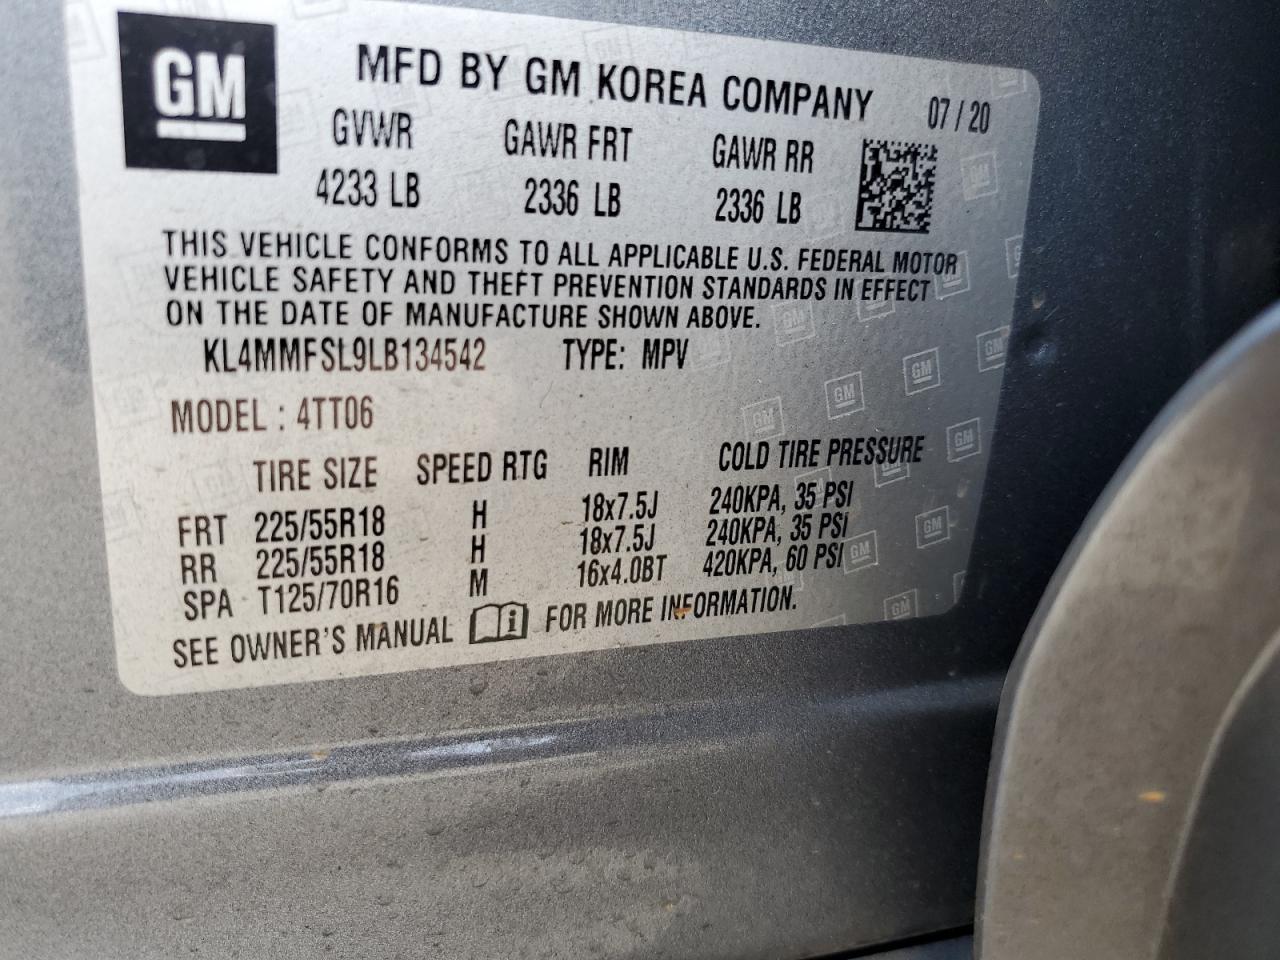 GM
MFD BY GM KOREA COMPANY 07 / 20
GVWR GAWR FRT GAWR RR
4233 LB 2336 LB 2336 LB
THIS VEHICLE CONFORMS TO ALL APPLICABLE U.S. FEDERAL MOTOR
VEHICLE SAFETY AND THEFT PREVENTION STANDARDS IN EFFECT
ON THE DATE OF MANUFACTURE SHOWN ABOVE.
KL4MMFSL9LB134542 TYPE: MPV
MODEL : 4TT06
TIRE SIZE SPEED RTG RIM COLD TIRE PRESSURE
FRT 225/55R18 H 18x7.5J 240KPA, 35 PSI
RR 225/55R18 H 18x7.5J 240KPA, 35 PSI
SPA T125/70R16 M 16x4.0BT 420KPA, 60 PSI
SEE OWNER'S MANUAL FOR MORE INFORMATION.